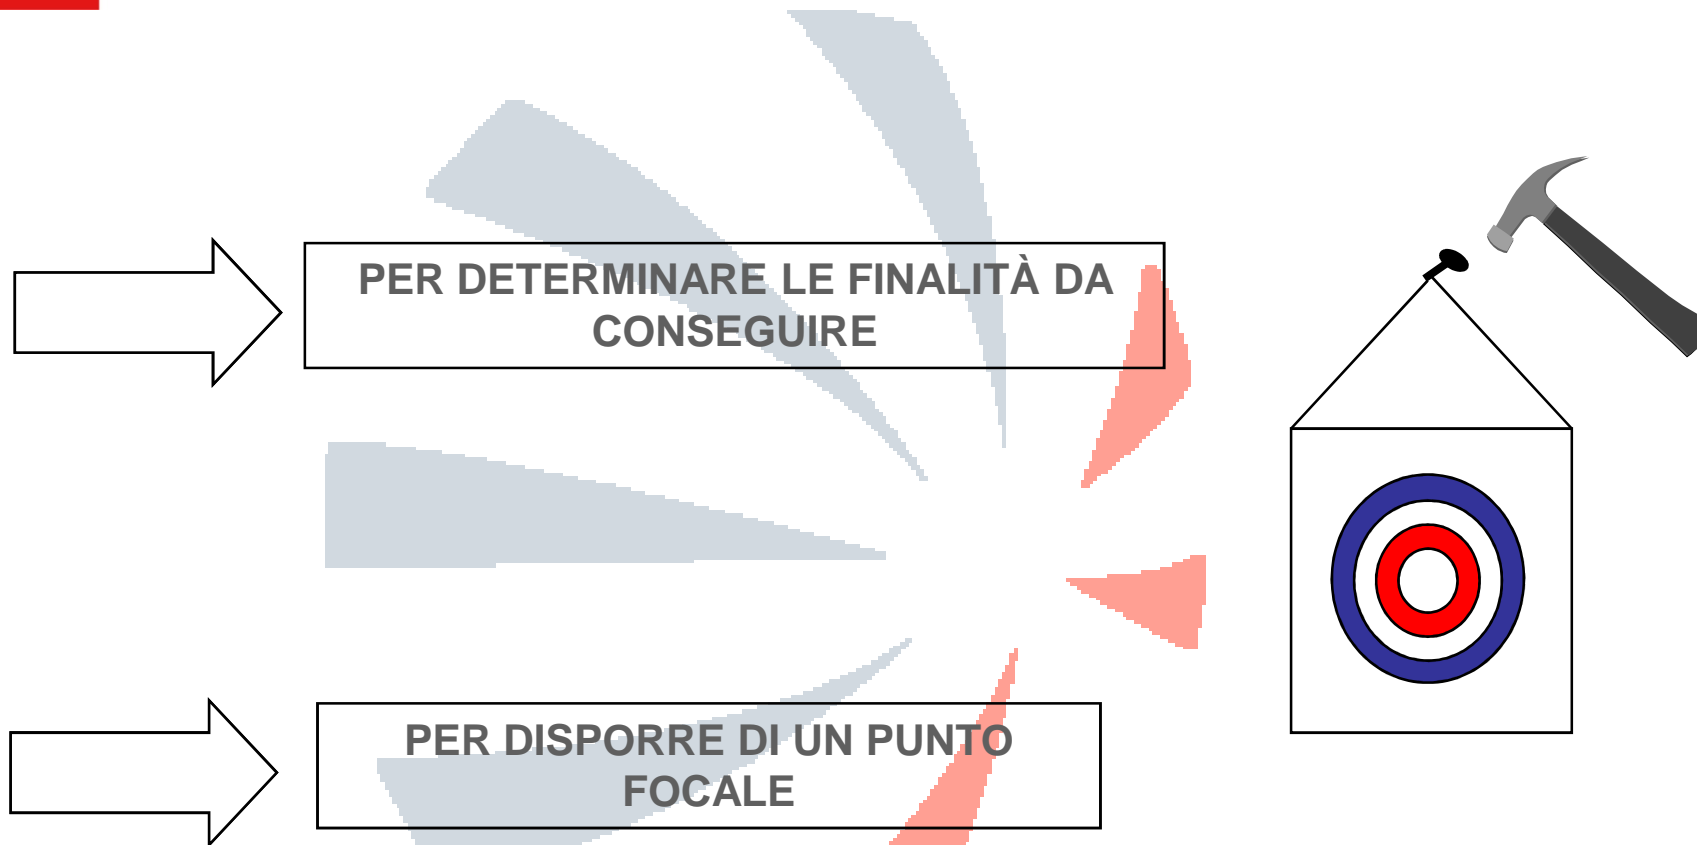 PER DETERMINARE LE FINALITÀ DA
CONSEGUIRE
PER DISPORRE DI UN PUNTO
FOCALE